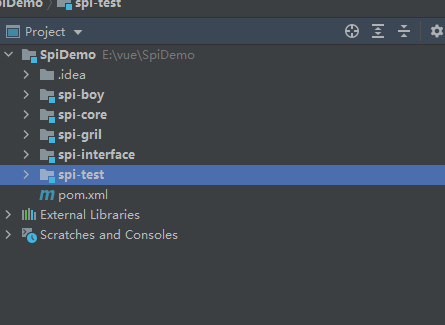 piDemo spi-test
Project
SpiDemo E:\vue\SpiDemo
.idea
spi-boy
spi-core
spi-gril
spi-interface
spi-test
pom.xml
External Libraries
Scratches and Consoles